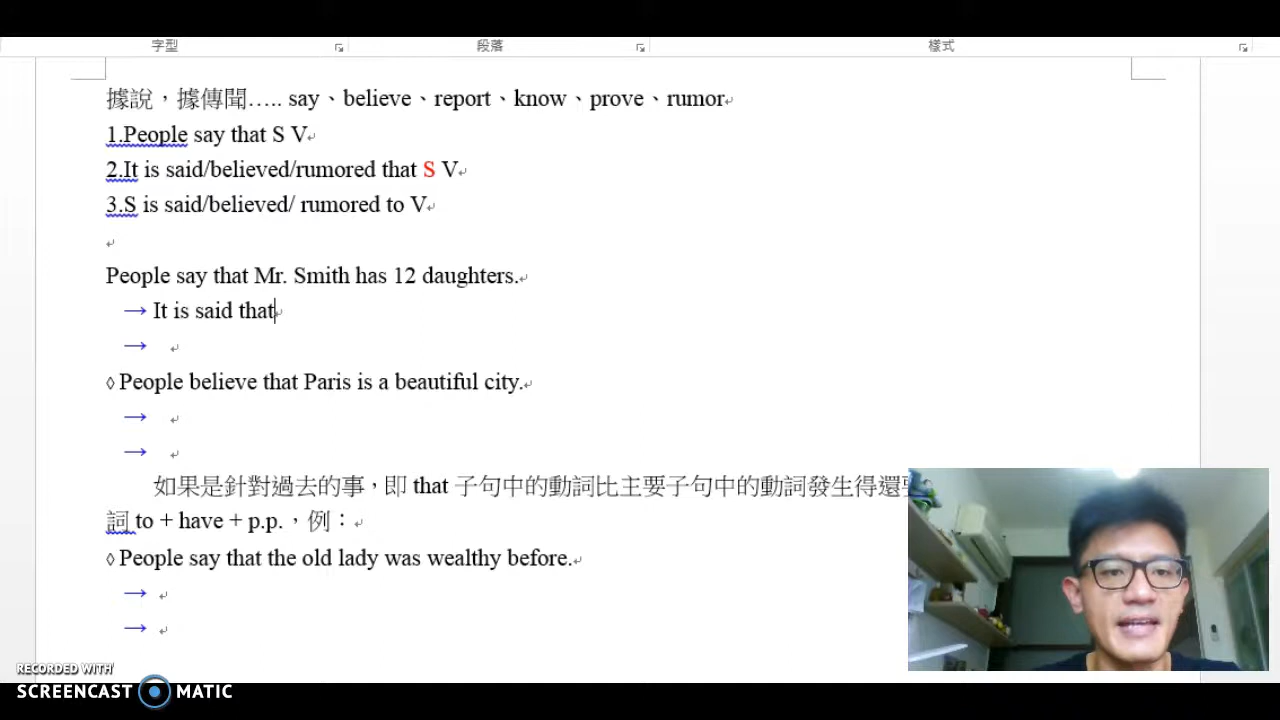 字型 段落 樣式
據說，據傳聞….. say、believe、report、know、prove、rumor
1.People say that S V
2.It is said/believed/rumored that S V
3.S is said/believed/ rumored to V
People say that Mr. Smith has 12 daughters.
→ It is said that
→
◊ People believe that Paris is a beautiful city.
→
→
如果是針對過去的事，即 that 子句中的動詞比主要子句中的動詞發生得還
詞 to + have + p.p.，例：
◊ People say that the old lady was wealthy before.
→
→
RECORDED WITH
SCREENCAST MATIC